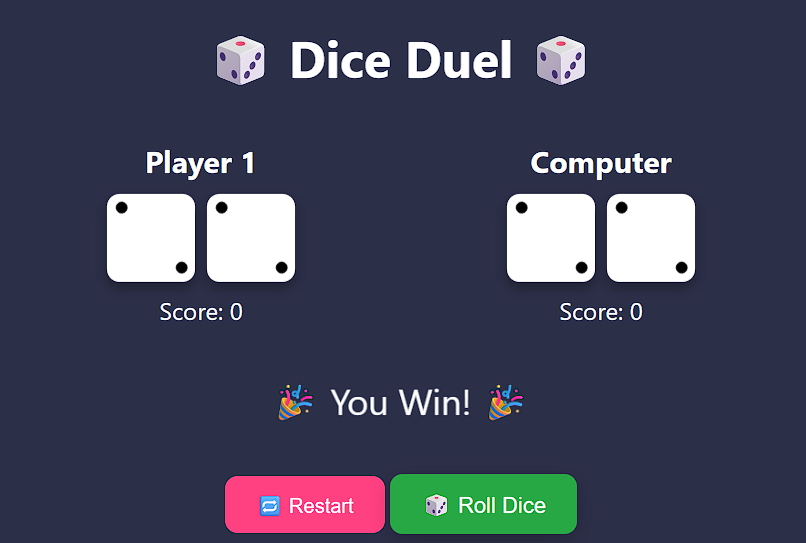 🎲 Dice Duel 🎲
Player 1
Computer
Score: 0
Score: 0
🎉 You Win! 🎉
🔁 Restart
🎲 Roll Dice